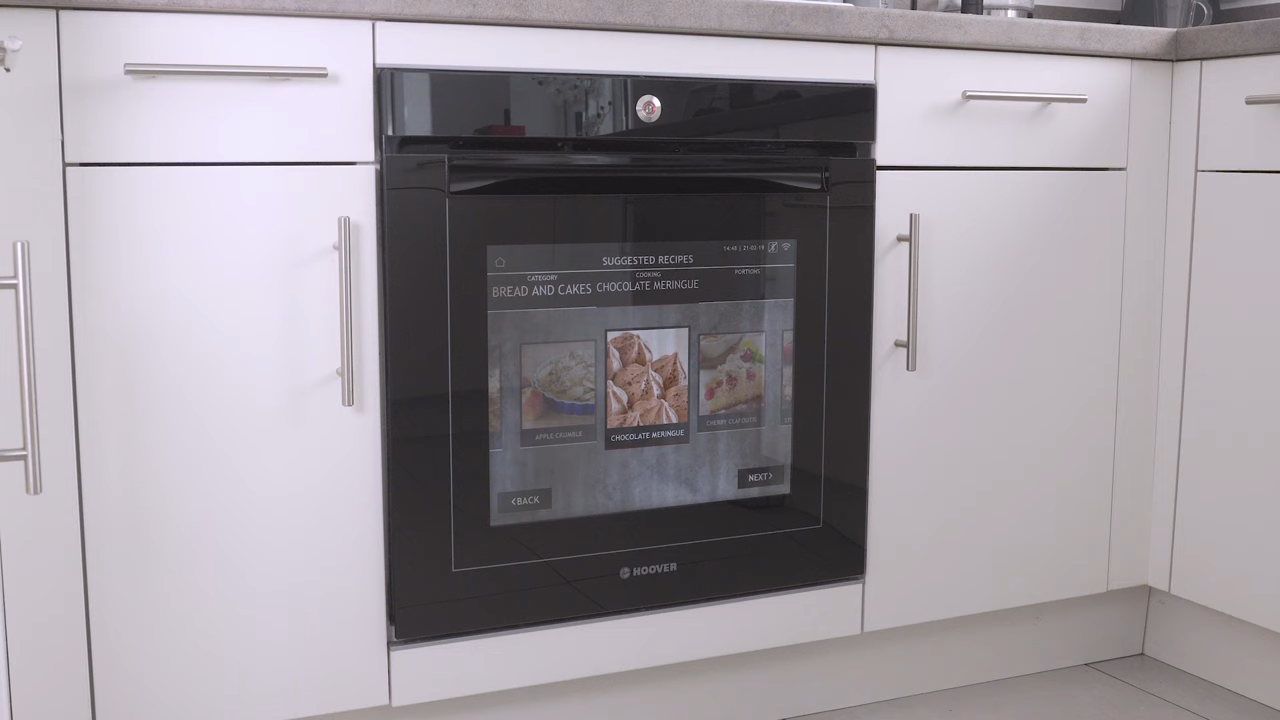 14:48 | 21-02-19
SUGGESTED RECIPES
CATEGORY
BREAD AND CAKES
COOKING
CHOCOLATE MERINGUE
PORTIONS
APPLE CRUMBLE
CHOCOLATE MERINGUE
CHERRY CLAFOUTIS
<BACK
NEXT>
HOOVER